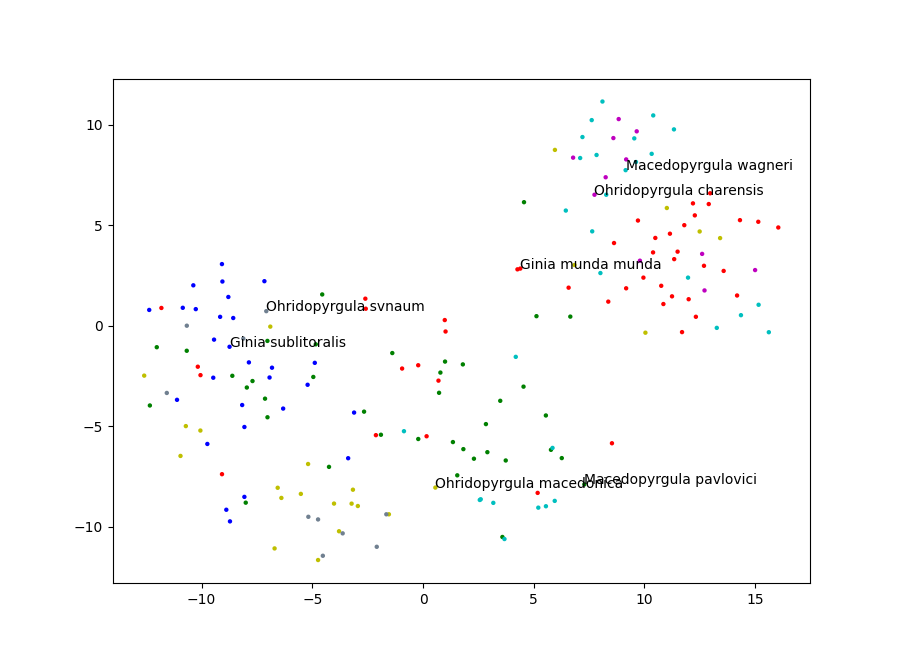 10
Macedopyrgula wagneri
Ohridopyrgula charensis
5
Ginia munda munda
Ohridopyrgula svnaum
0
Ginia sublitoralis
−5
Ohridopyrgula macedonica
Macedopyrgula pavlovici
−10
−10 −5 0 5 10 15